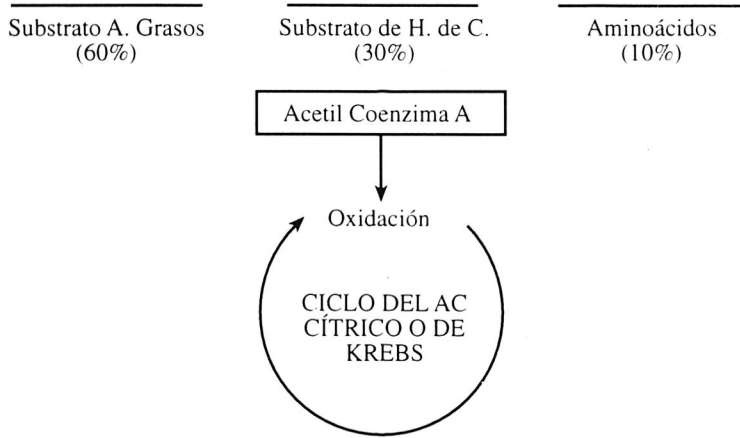 Substrato A. Grasos
(60%)
Substrato de H. de C.
(30%)
Aminoácidos
(10%)
Acetil Coenzima A
Oxidación
CICLO DEL AC
CÍTRICO O DE
KREBS